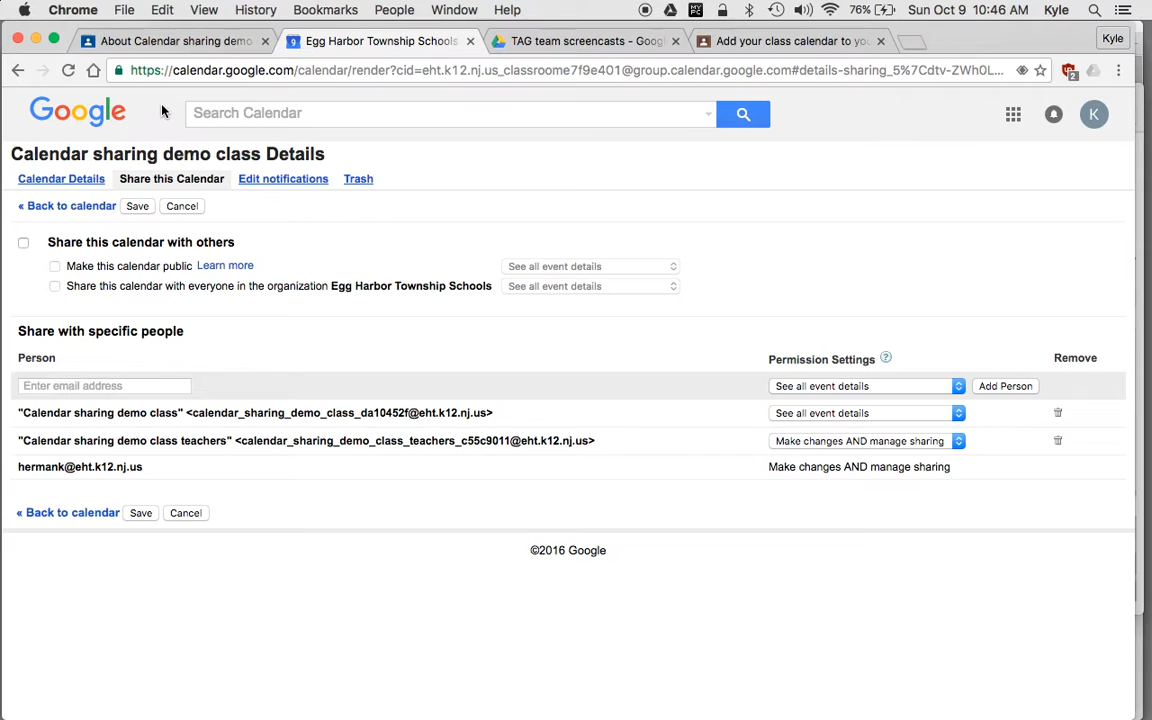 Chrome File Edit View History Bookmarks People Window Help 76% Sun Oct 9 10:46 AM Kyle
About Calendar sharing demo Egg Harbor Township Schools TAG team screencasts - Goog Add your class calendar to you Kyle
https://calendar.google.com/calendar/render?cid=eht.k12.nj.us_classroome7f9e401@group.calendar.google.com#details-sharing_5%7Cdtv-ZWh0L... 2
Google Search Calendar K
Calendar sharing demo class Details
Calendar Details Share this Calendar Edit notifications Trash
« Back to calendar Save Cancel
Share this calendar with others
Make this calendar public Learn more See all event details
Share this calendar with everyone in the organization Egg Harbor Township Schools See all event details
Share with specific people
Person Permission Settings ? Remove
Enter email address See all event details Add Person
"Calendar sharing demo class" <calendar_sharing_demo_class_da10452f@eht.k12.nj.us> See all event details
"Calendar sharing demo class teachers" <calendar_sharing_demo_class_teachers_c55c9011@eht.k12.nj.us> Make changes AND manage sharing
hermank@eht.k12.nj.us Make changes AND manage sharing
« Back to calendar Save Cancel
©2016 Google